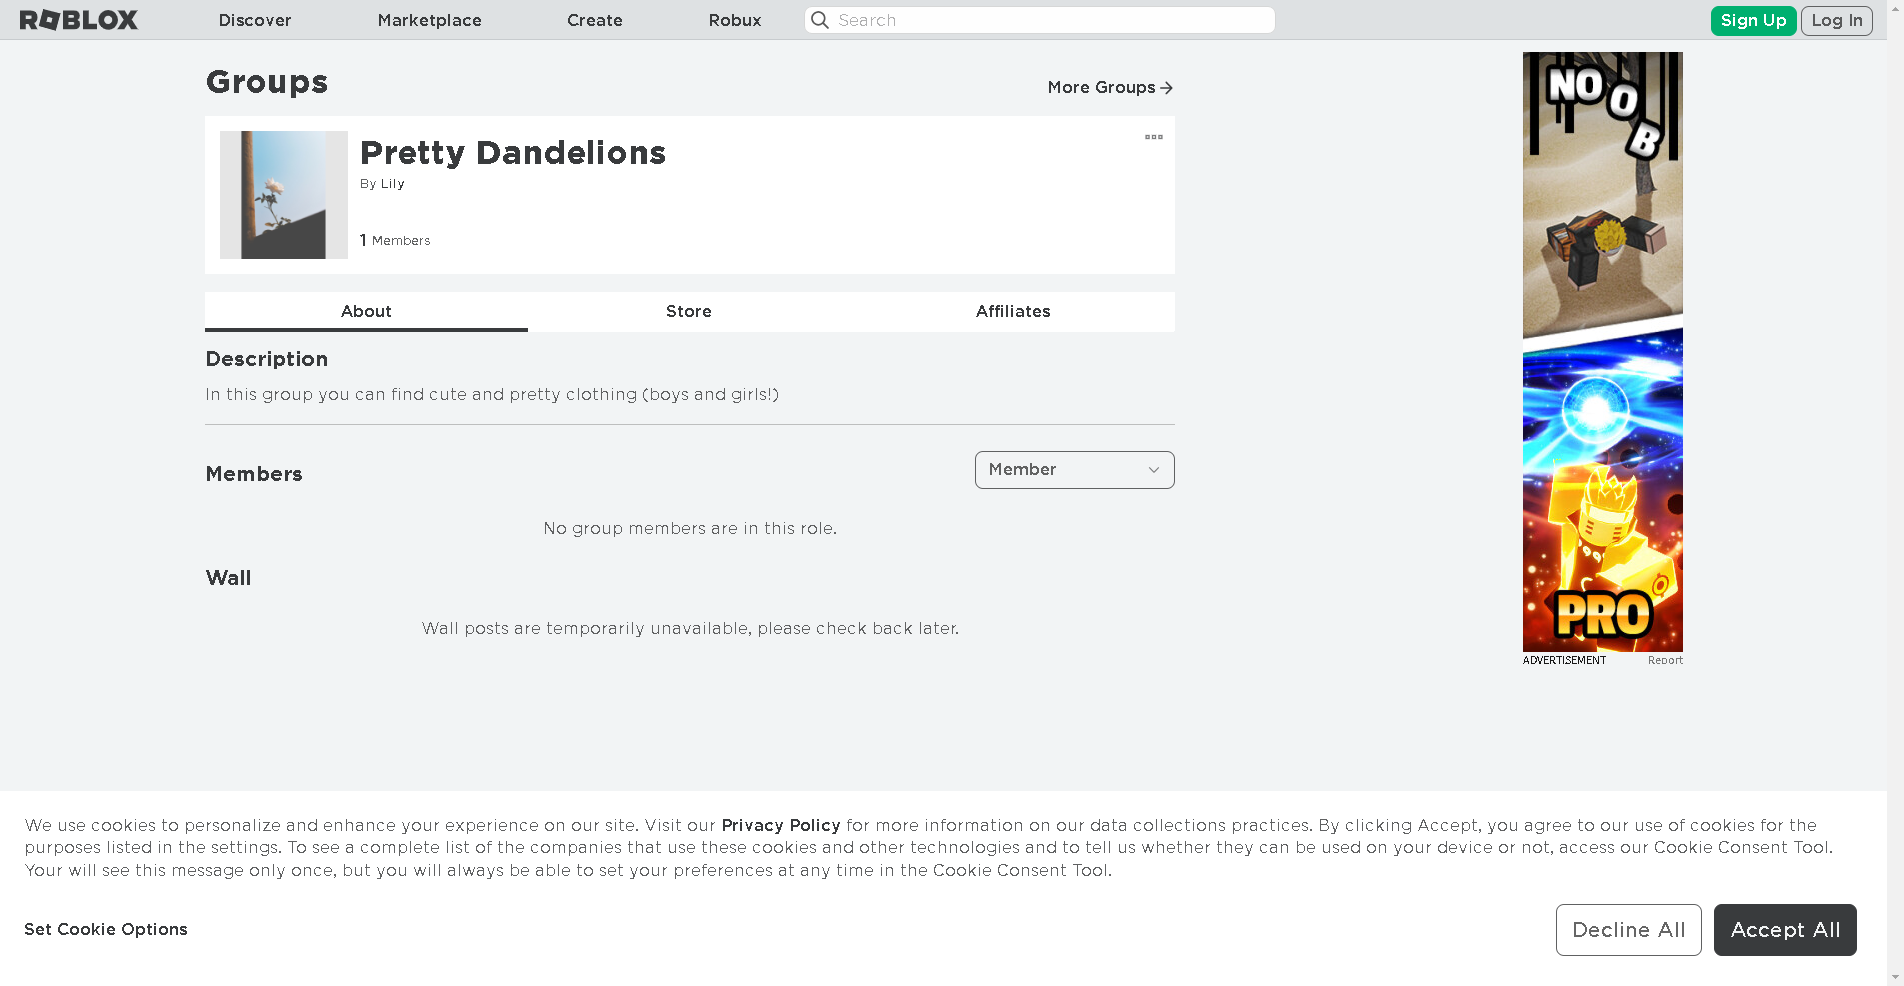 ROBLOX
Discover
Marketplace
Create
Robux
Search
Sign Up
Log In
Groups
More Groups
Pretty Dandelions
By Lily
1 Members
About
Store
Affiliates
Description
In this group you can find cute and pretty clothing (boys and girls!)
Members
Member
No group members are in this role.
Wall
Wall posts are temporarily unavailable, please check back later.
NOOB
PRO
ADVERTISEMENT
Report
We use cookies to personalize and enhance your experience on our site. Visit our Privacy Policy for more information on our data collections practices. By clicking Accept, you agree to our use of cookies for the
purposes listed in the settings. To see a complete list of the companies that use these cookies and other technologies and to tell us whether they can be used on your device or not, access our Cookie Consent Tool.
Your will see this message only once, but you will always be able to set your preferences at any time in the Cookie Consent Tool.
Set Cookie Options
Decline All
Accept All